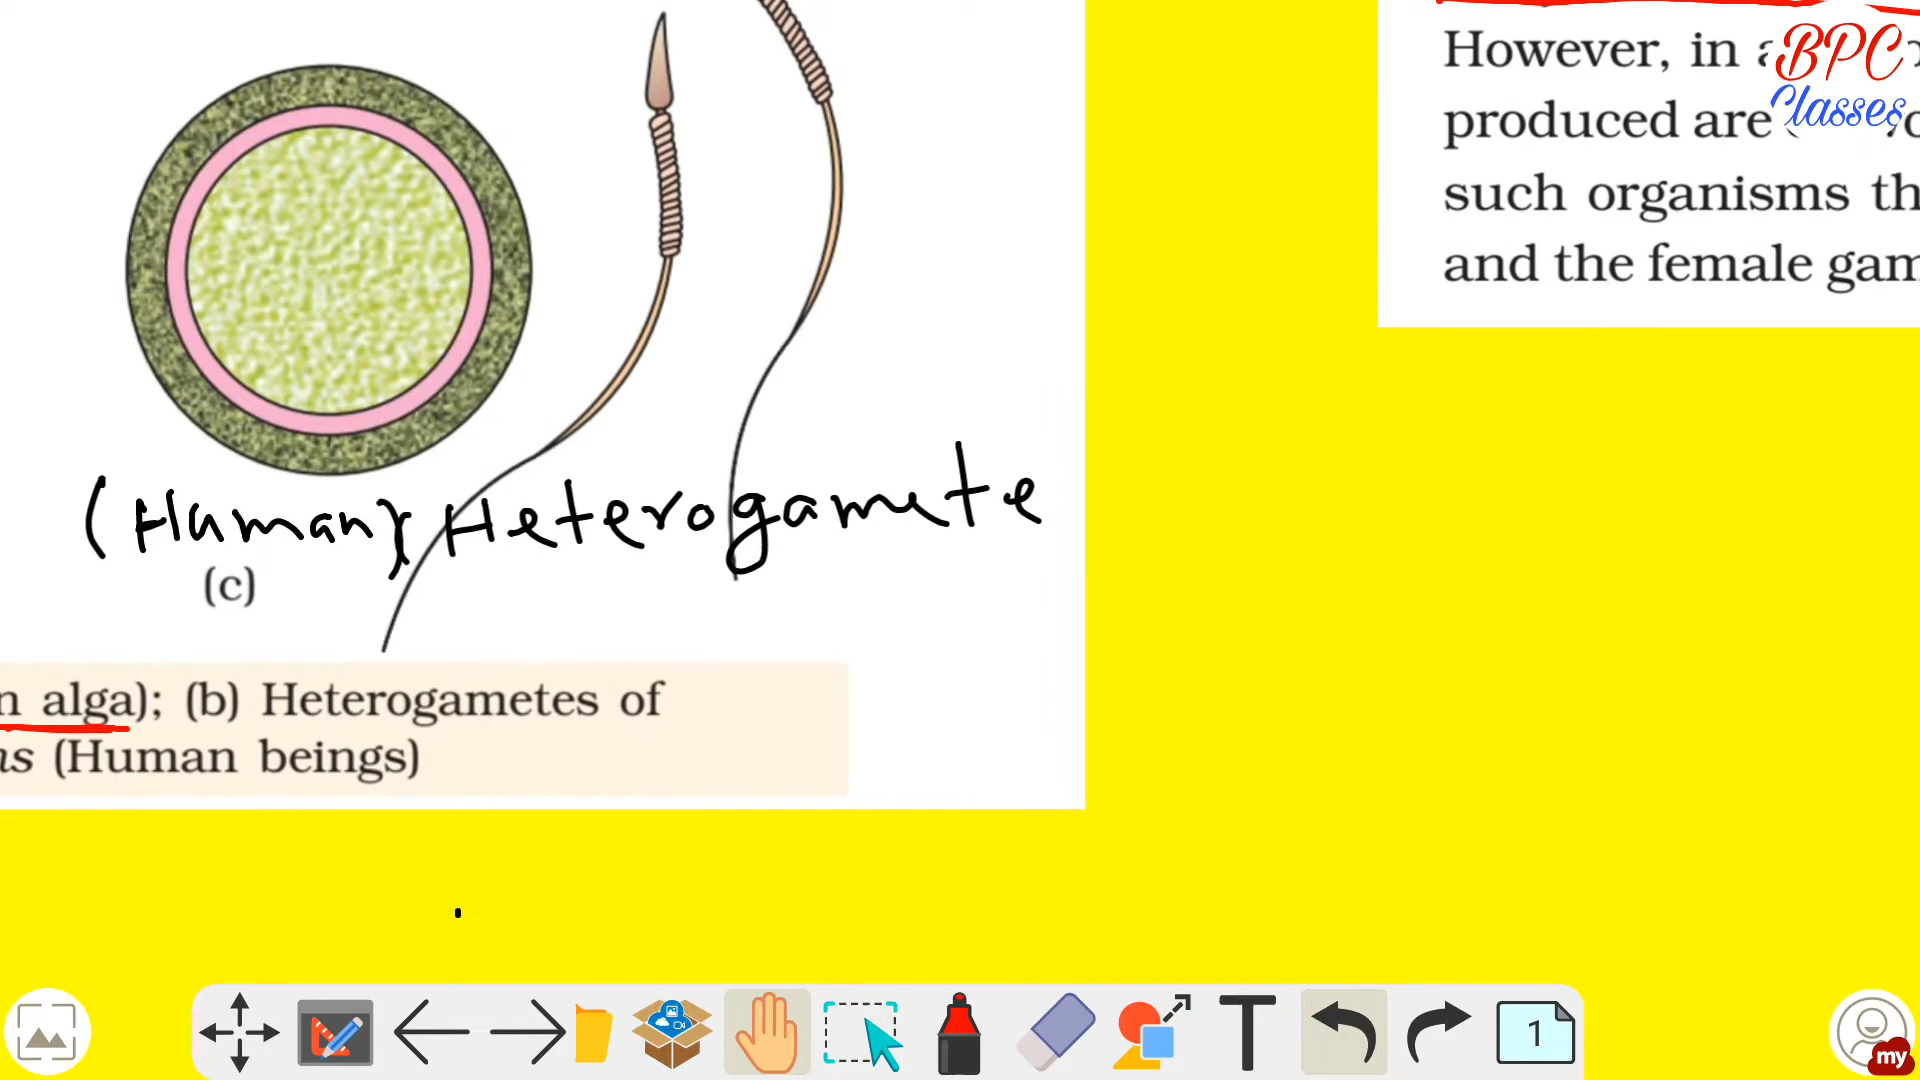 However, in
BPC
Classes
produced are
such organisms th
and the female gam
(Human) Heterogamete
(c)
n alga); (b) Heterogametes of
ns (Human beings)
T
1
my